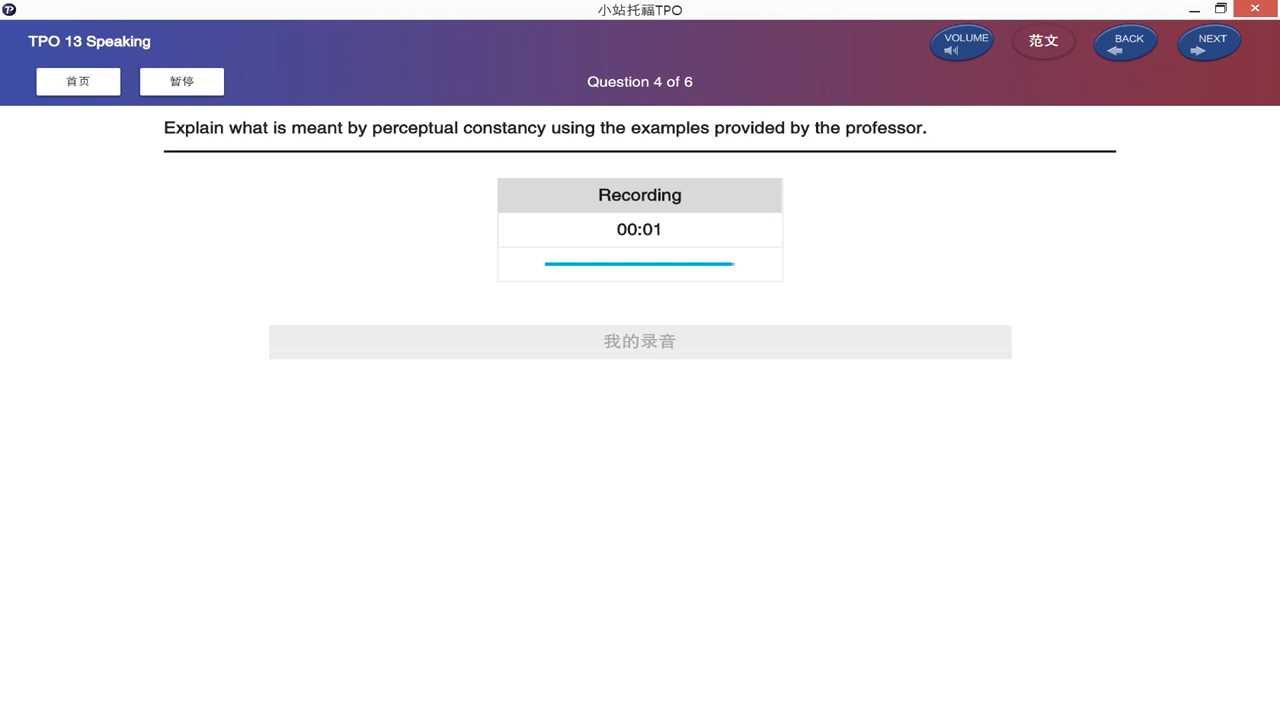 小站托福TPO
TPO 13 Speaking
VOLUME
范文
BACK
NEXT
首页
暂停
Question 4 of 6
Explain what is meant by perceptual constancy using the examples provided by the professor.
Recording
00:01
我的录音